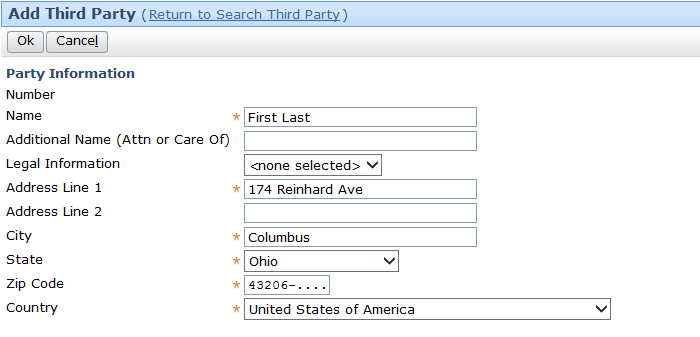 Add Third Party (Return to Search Third Party)
Ok Cancel
Party Information
Number
Name * First Last
Additional Name (Attn or Care Of)
Legal Information <none selected>
Address Line 1 * 174 Reinhard Ave
Address Line 2
City * Columbus
State * Ohio
Zip Code * 43206-....
Country * United States of America